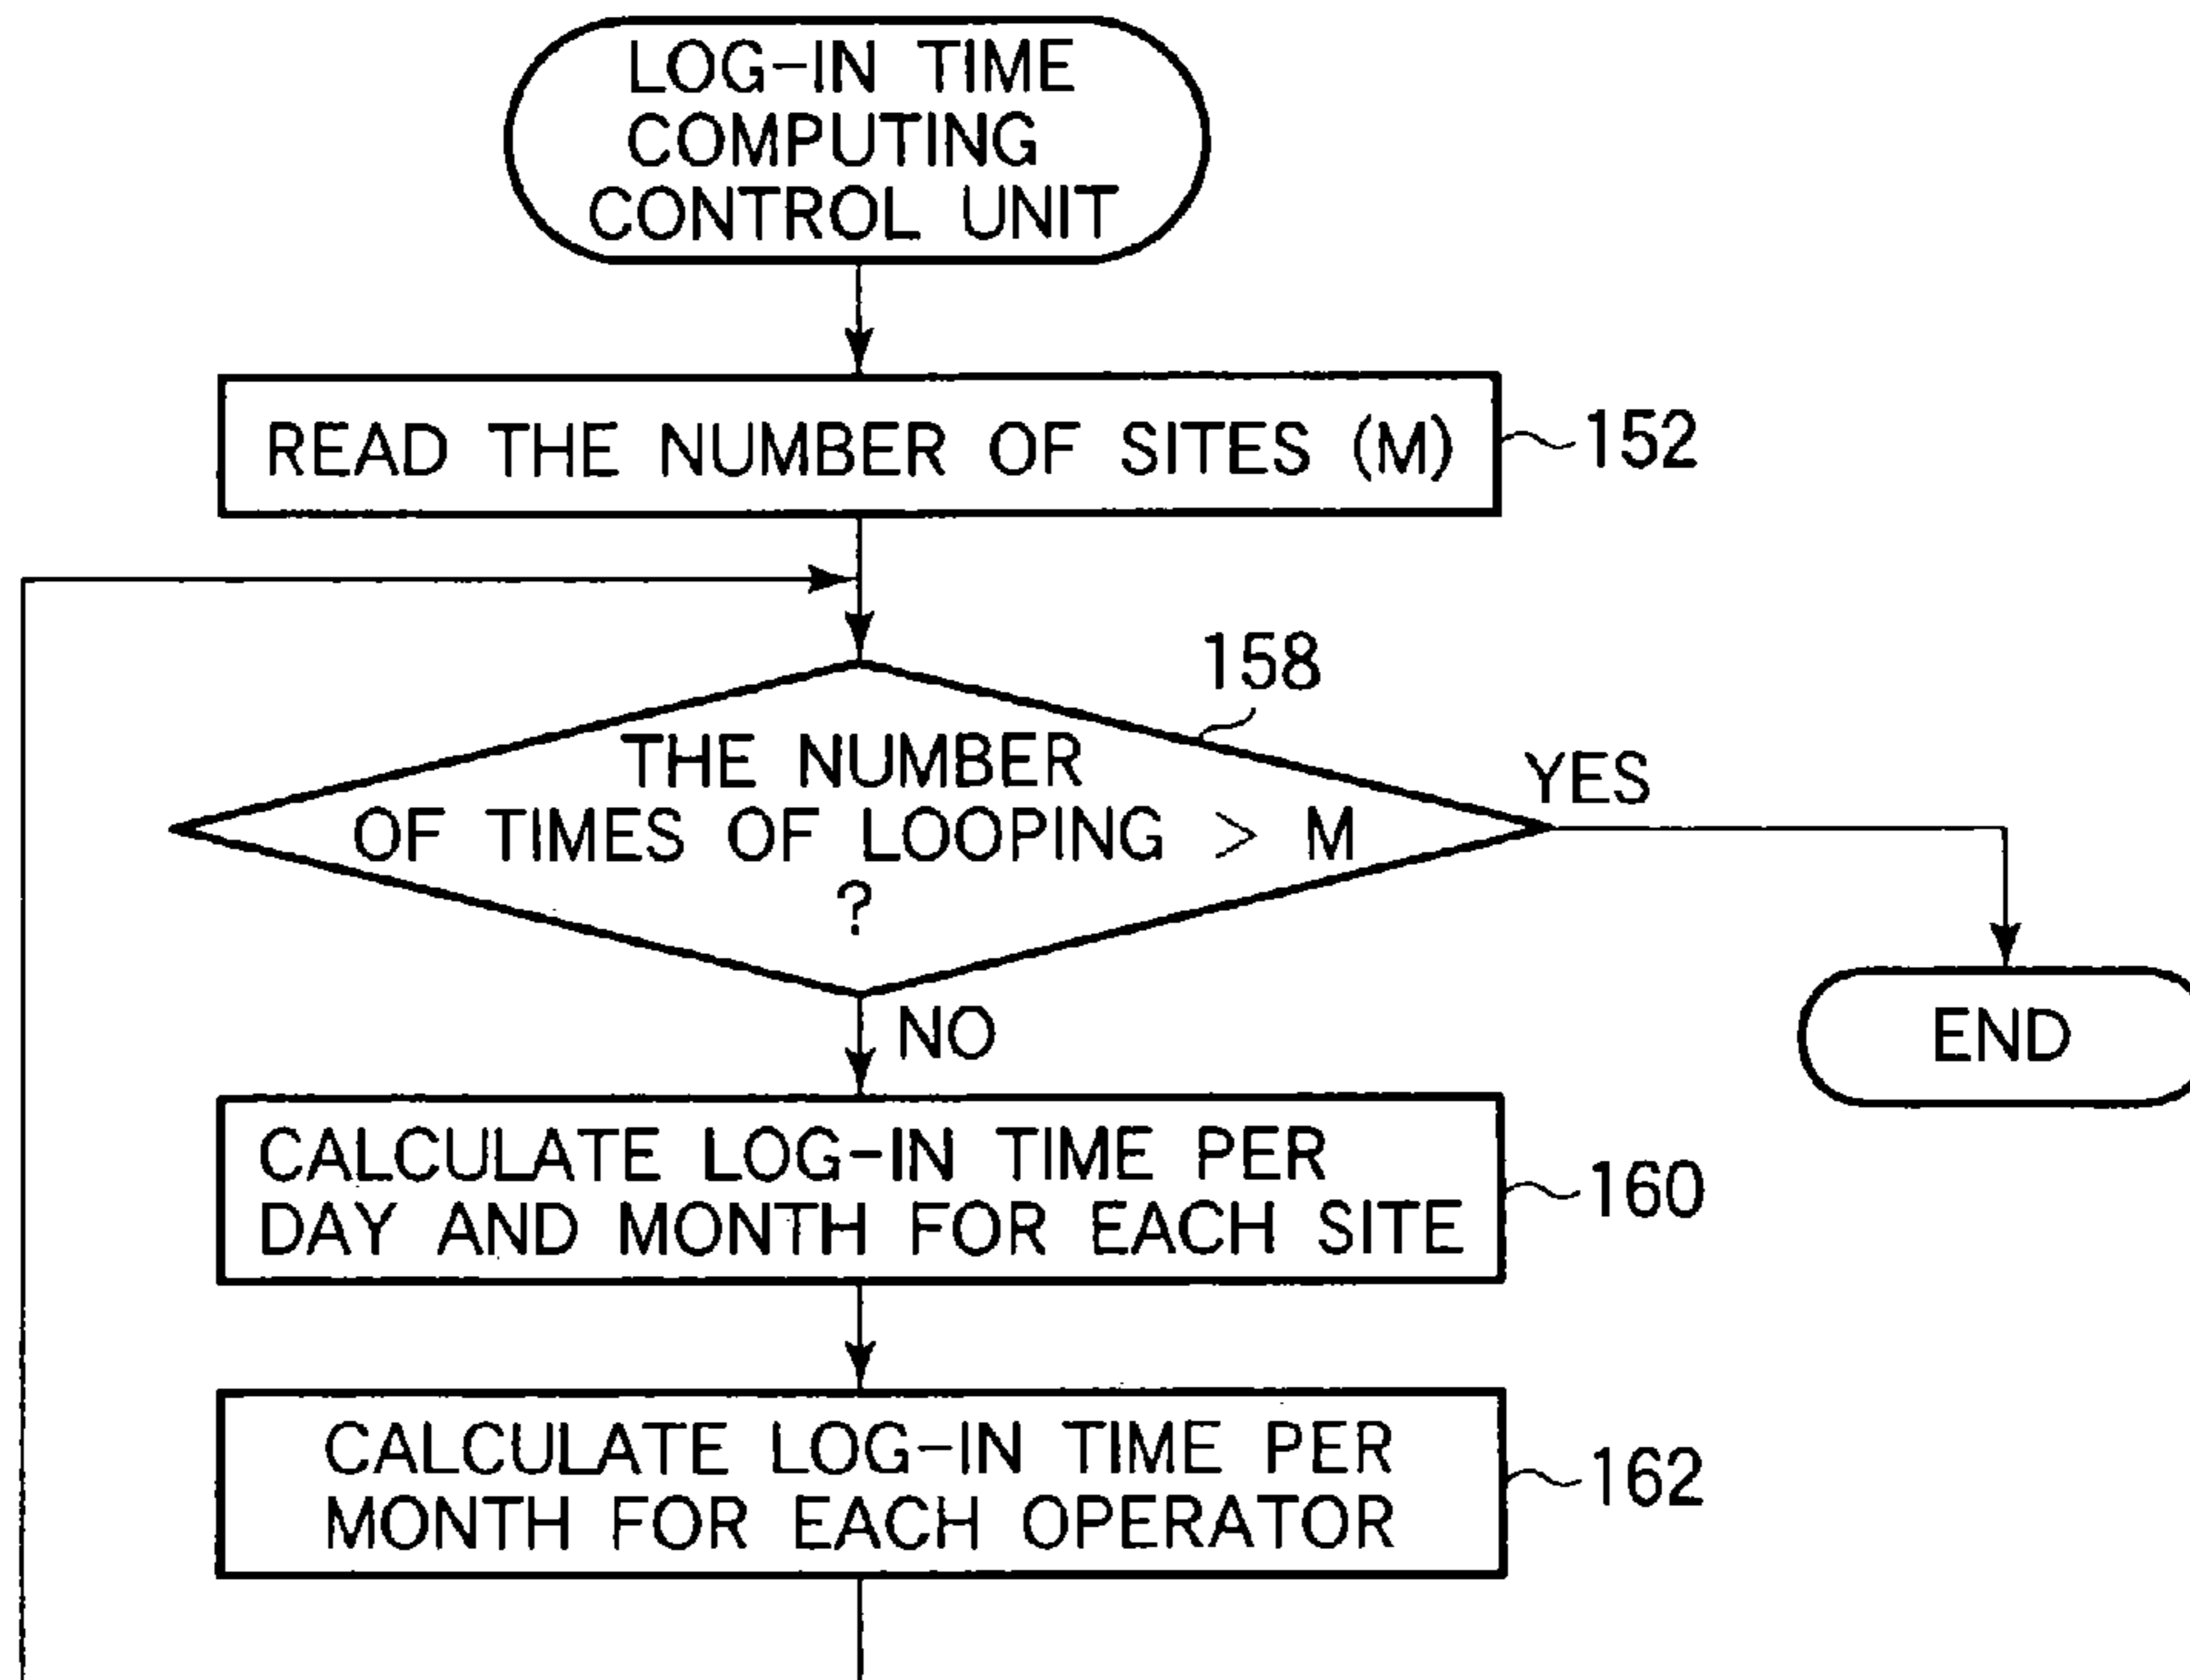 LOG-IN TIME
COMPUTING
CONTROL UNIT
READ THE NUMBER OF SITES (M)
152
158
THE NUMBER
OF TIMES OF LOOPING > M
?
YES
NO
END
CALCULATE LOG-IN TIME PER
DAY AND MONTH FOR EACH SITE
160
CALCULATE LOG-IN TIME PER
MONTH FOR EACH OPERATOR
162